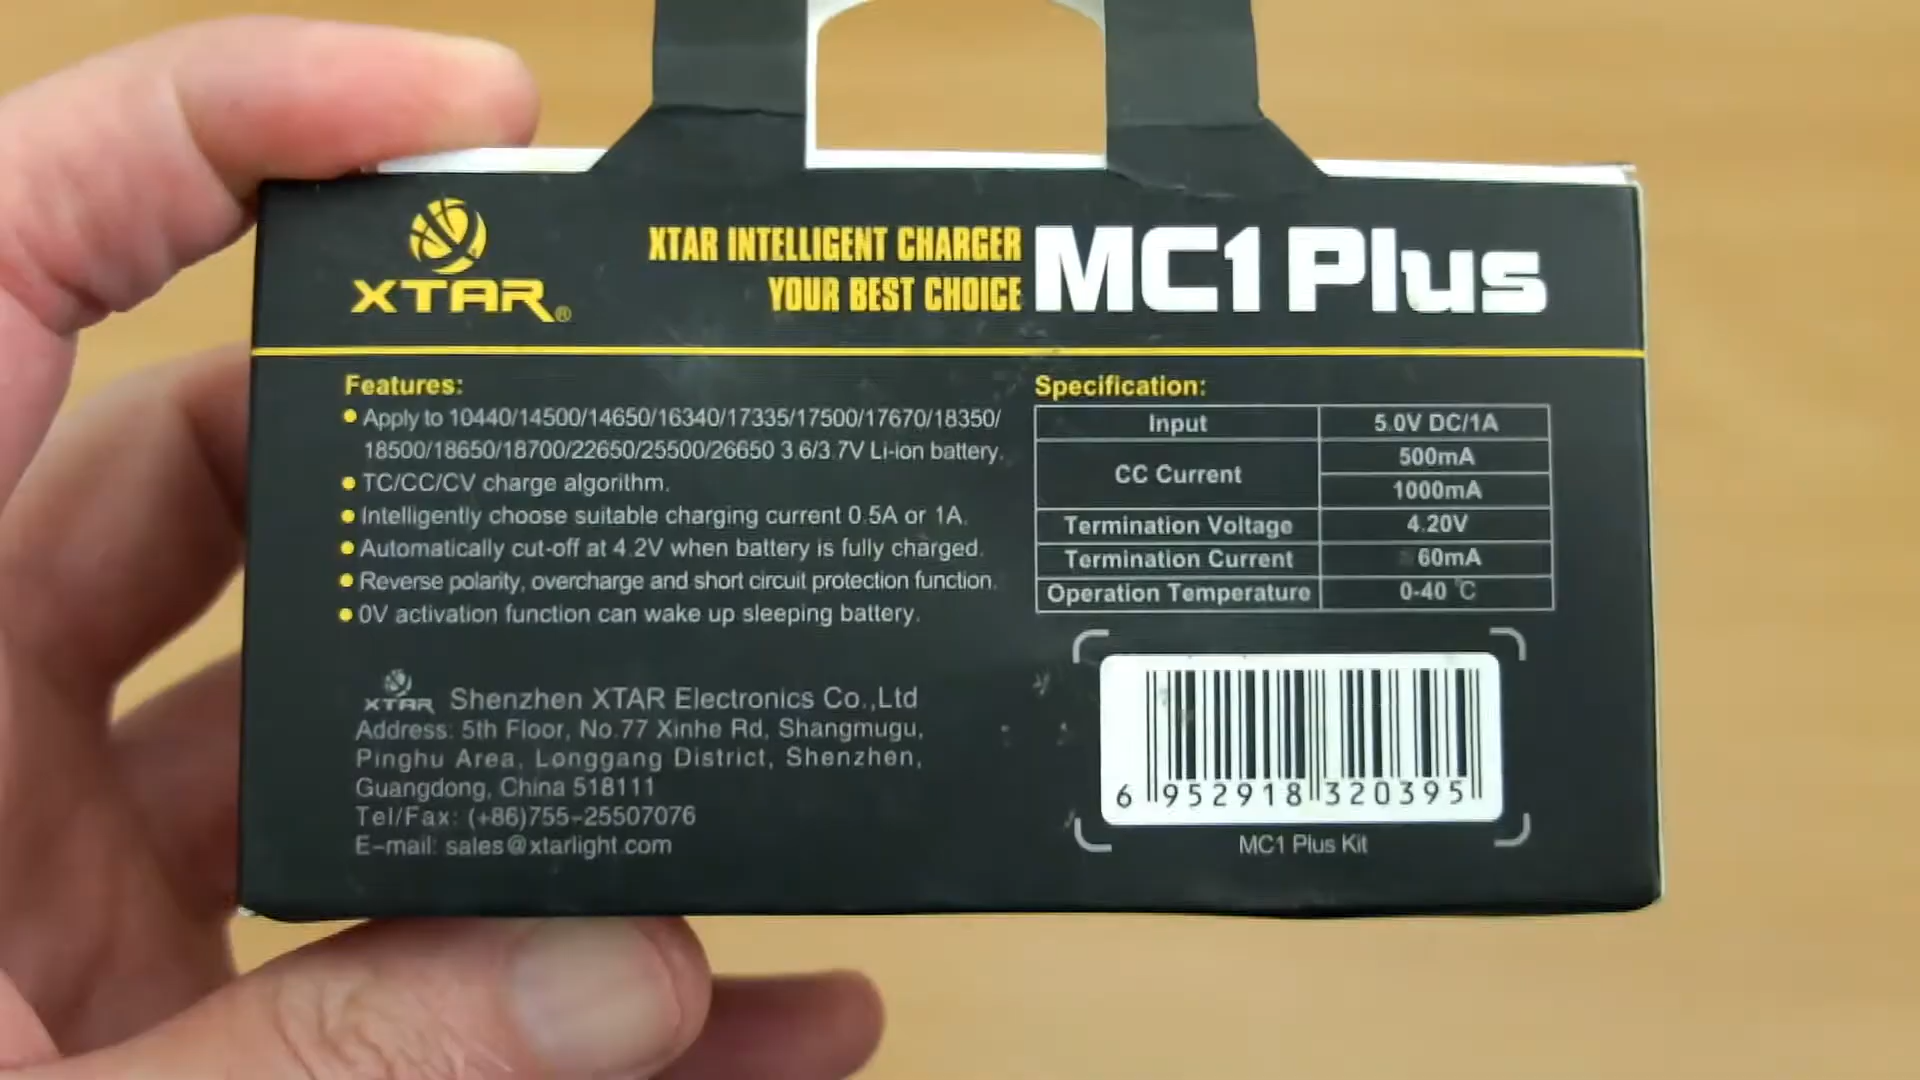 XTAR®
XTAR INTELLIGENT CHARGER
YOUR BEST CHOICE
MC1 Plus
Features:
Apply to 10440/14500/14650/16340/17335/17500/17670/18350/
18500/18650/18700/22650/25500/26650 3.6/3.7V Li-ion battery.
TC/CC/CV charge algorithm.
Intelligently choose suitable charging current 0.5A or 1A.
Automatically cut-off at 4.2V when battery is fully charged.
Reverse polarity, overcharge and short circuit protection function.
0V activation function can wake up sleeping battery.
Specification:
Input 5.0V DC/1A
CC Current 500mA
1000mA
Termination Voltage 4.20V
Termination Current 60mA
Operation Temperature 0-40 ℃
XTAR Shenzhen XTAR Electronics Co.,Ltd
Address: 5th Floor, No.77 Xinhe Rd, Shangmugu,
Pinghu Area, Longgang District, Shenzhen,
Guangdong, China 518111
Tel/Fax: (+86)755-25507076
E-mail: sales@xtarlight.com
6 952918 320395
MC1 Plus Kit